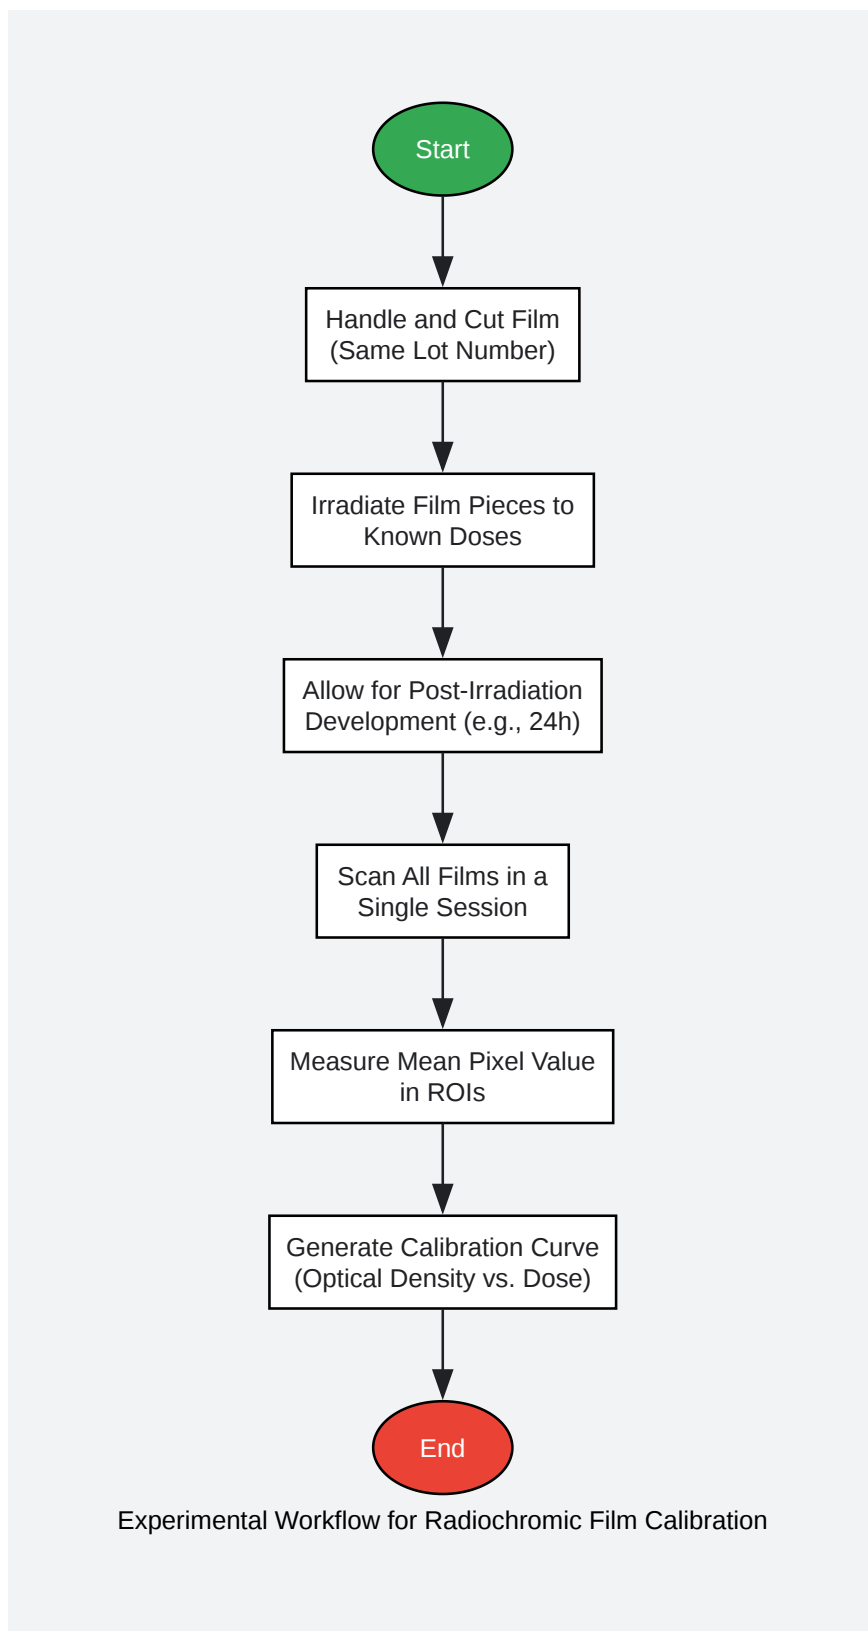 Start
Handle and Cut Film
(Same Lot Number)
Irradiate Film Pieces to
Known Doses
Allow for Post-Irradiation
Development (e.g., 24h)
Scan All Films in a
Single Session
Measure Mean Pixel Value
in ROIs
Generate Calibration Curve
(Optical Density vs. Dose)
End
Experimental Workflow for Radiochromic Film Calibration